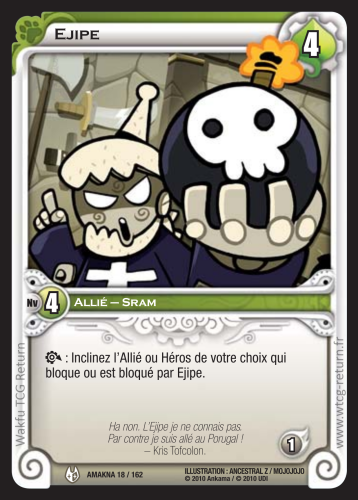 Ejipe
4
Nv 4 Allié – Sram
: Inclinez l'Allié ou Héros de votre choix qui
bloque ou est bloqué par Ejipe.
Ha non. L'Ejipe je ne connais pas.
Par contre je suis allé au Porugal !
– Kris Tofcolon.
1
Wakfu TCG Return
www.wtcg-return.fr
AMAKNA 18 / 162
ILLUSTRATION : ANCESTRAL Z / MOJOJOJO
© 2010 Ankama / © 2010 UDI